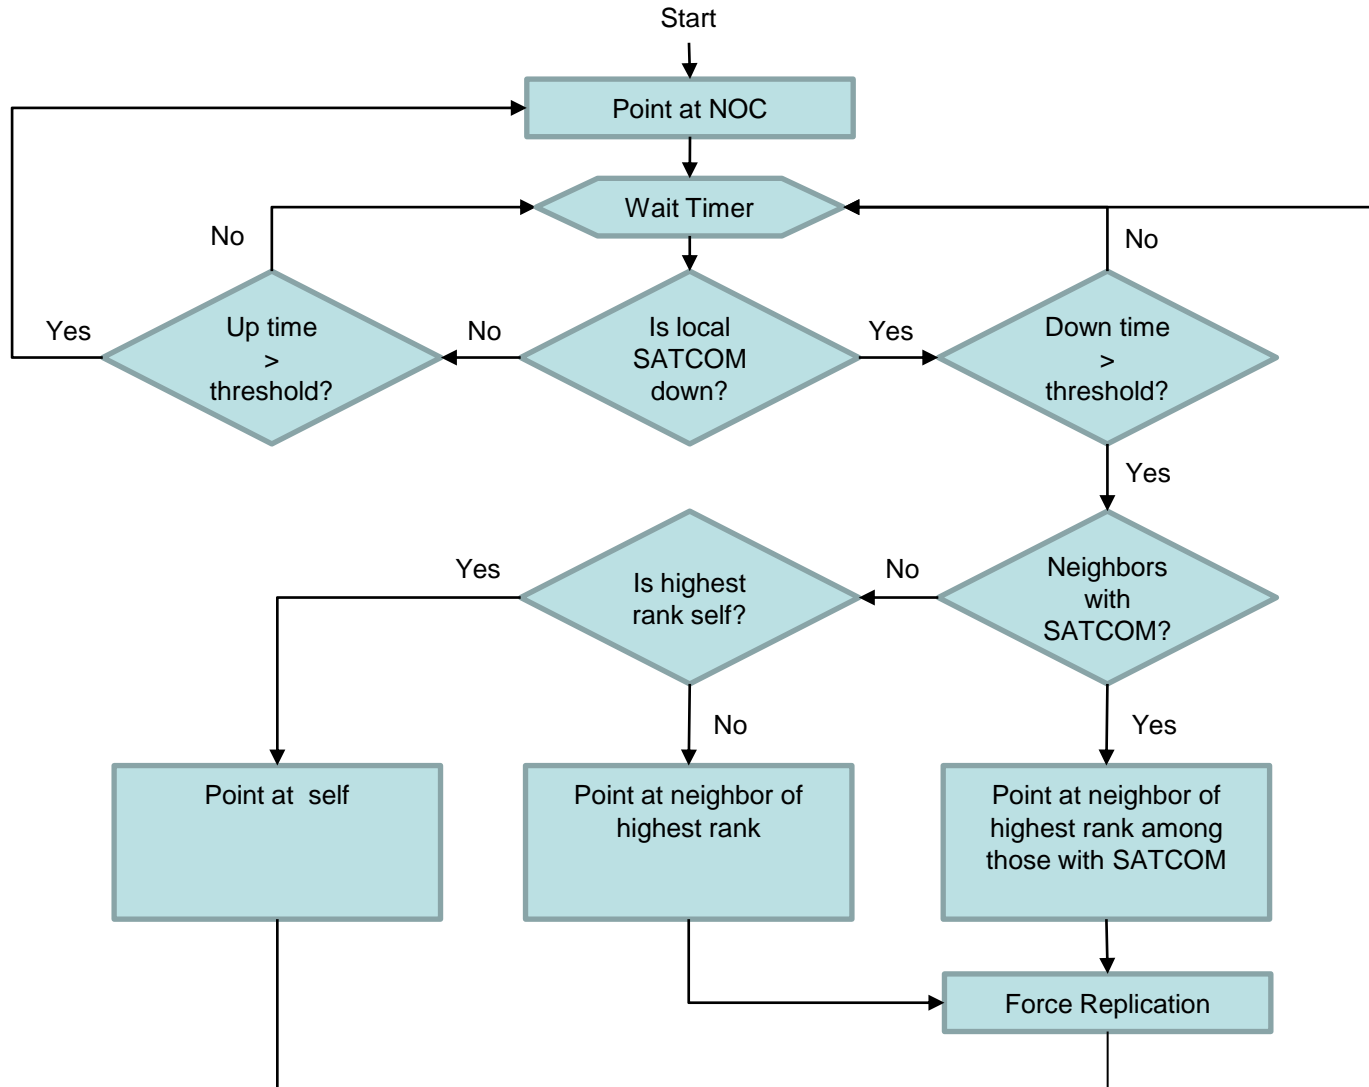 Start
Point at NOC
Wait Timer
No
No
Yes
Up time
>
threshold?
No
Is local
SATCOM
down?
Yes
Down time
>
threshold?
Yes
Yes
Is highest
rank self?
No
Neighbors
with
SATCOM?
No
Yes
Point at  self
Point at neighbor of
highest rank
Point at neighbor of
highest rank among
those with SATCOM
Force Replication